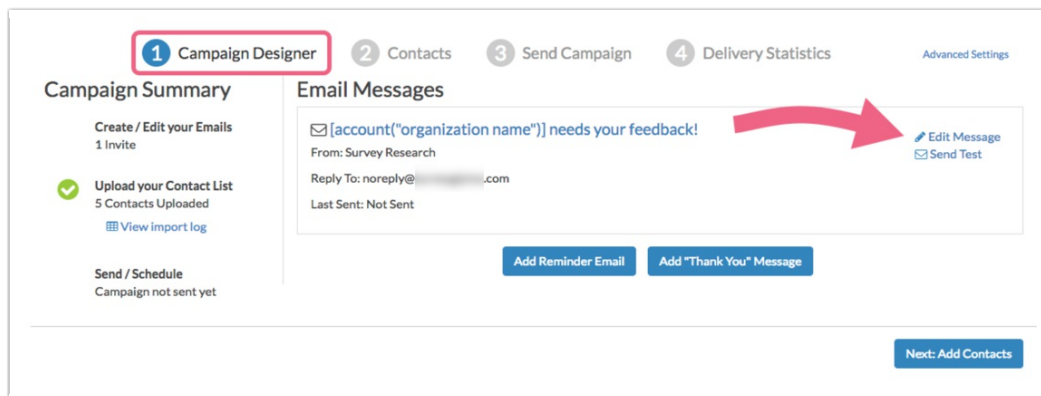 1 Campaign Designer 2 Contacts 3 Send Campaign 4 Delivery Statistics Advanced Settings
Campaign Summary
Create / Edit your Emails
1 Invite
Upload your Contact List
5 Contacts Uploaded
View import log
Send / Schedule
Campaign not sent yet
Email Messages
[account("organization name")] needs your feedback!
From: Survey Research
Reply To: noreply@ .com
Last Sent: Not Sent
Edit Message
Send Test
Add Reminder Email Add "Thank You" Message
Next: Add Contacts